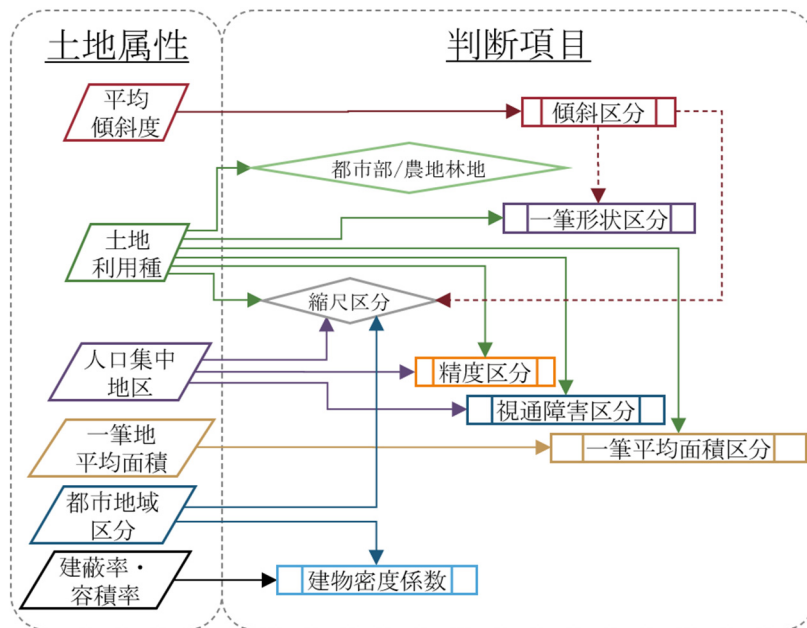 土地属性
判断項目
平均
傾斜度
傾斜区分
都市部/農地林地
一筆形状区分
土地
利用種
縮尺区分
人口集中
地区
精度区分
視通障害区分
一筆地
平均面積
一筆平均面積区分
都市地域
区分
建蔽率・
容積率
建物密度係数